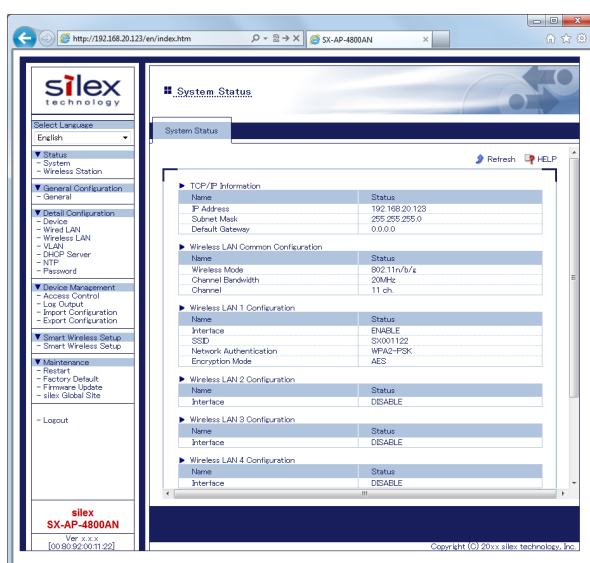 http://192.168.20.123/en/index.htm
SX-AP-4800AN
silex
technology
System Status
Select Language
English
System Status
▼ Status
- System
- Wireless Station
▼ General Configuration
- General
▼ Detail Configuration
- Device
- Wired LAN
- Wireless LAN
- VLAN
- DHCP Server
- NTP
- Password
▼ Device Management
- Access Control
- Log Output
- Import Configuration
- Export Configuration
▼ Smart Wireless Setup
- Smart Wireless Setup
▼ Maintenance
- Restart
- Factory Default
- Firmware Update
- silex Global Site
- Logout
silex
SX-AP-4800AN
Ver x.x.x
[00:80:92:00:11:22]
Refresh HELP
▶ TCP/IP Information
Name Status
IP Address 192.168.20.123
Subnet Mask 255.255.255.0
Default Gateway 0.0.0.0
▶ Wireless LAN Common Configuration
Name Status
Wireless Mode 802.11n/b/g
Channel Bandwidth 20MHz
Channel 11 ch.
▶ Wireless LAN 1 Configuration
Name Status
Interface ENABLE
SSID SX001122
Network Authentication WPA2-PSK
Encryption Mode AES
▶ Wireless LAN 2 Configuration
Name Status
Interface DISABLE
▶ Wireless LAN 3 Configuration
Name Status
Interface DISABLE
▶ Wireless LAN 4 Configuration
Name Status
Interface DISABLE
Copyright (C) 20xx silex technology, Inc.